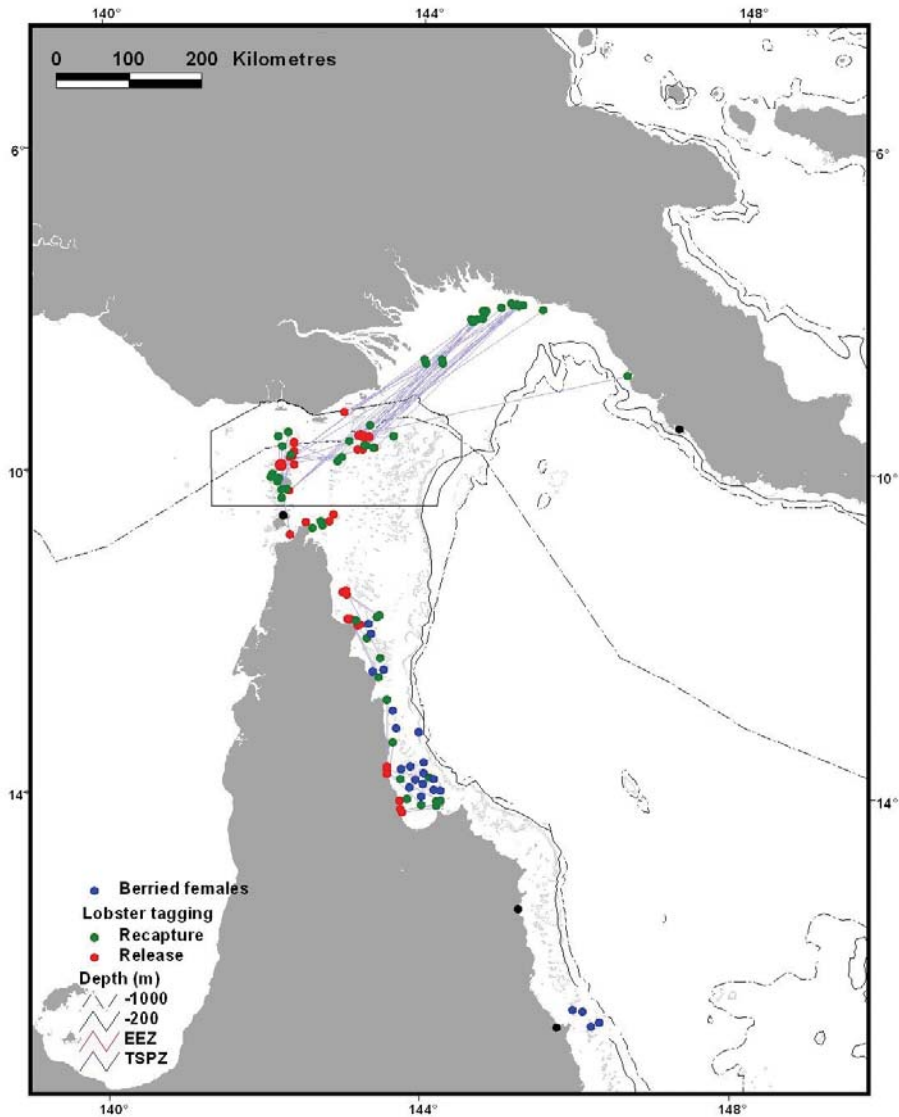 140° 144° 148°
0 100 200 Kilometres
6° 6°
10° 10°
14° 14°
Berried females
Lobster tagging
Recapture
Release
Depth (m)
-1000
-200
EEZ
TSPZ
140° 144° 148°